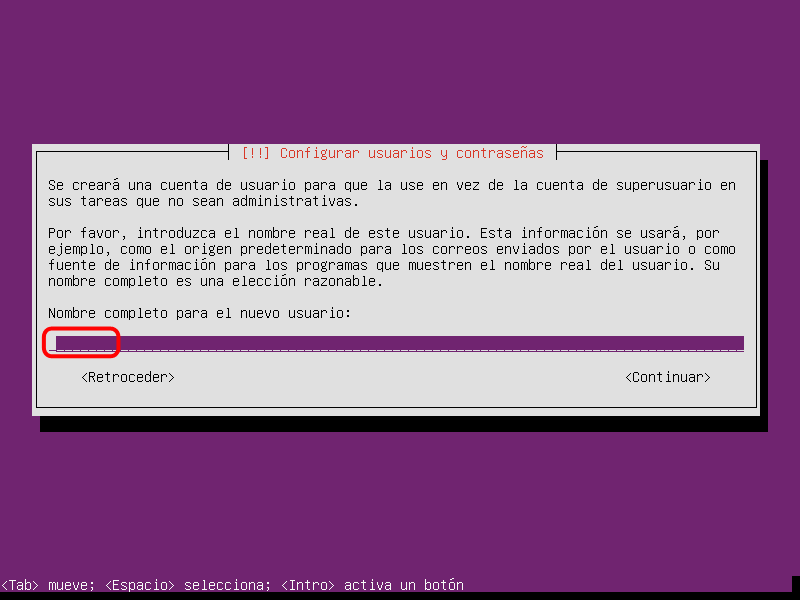 [!!] Configurar usuarios y contraseñas
Se creará una cuenta de usuario para que la use en vez de la cuenta de superusuario en
sus tareas que no sean administrativas.
Por favor, introduzca el nombre real de este usuario. Esta información se usará, por
ejemplo, como el origen predeterminado para los correos enviados por el usuario o como
fuente de información para los programas que muestren el nombre real del usuario. Su
nombre completo es una elección razonable.
Nombre completo para el nuevo usuario:
<Retroceder> <Continuar>
<Tab> mueve; <Espacio> selecciona; <Intro> activa un botón